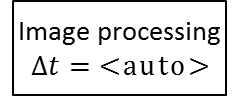 Image processing
Δt = <auto>